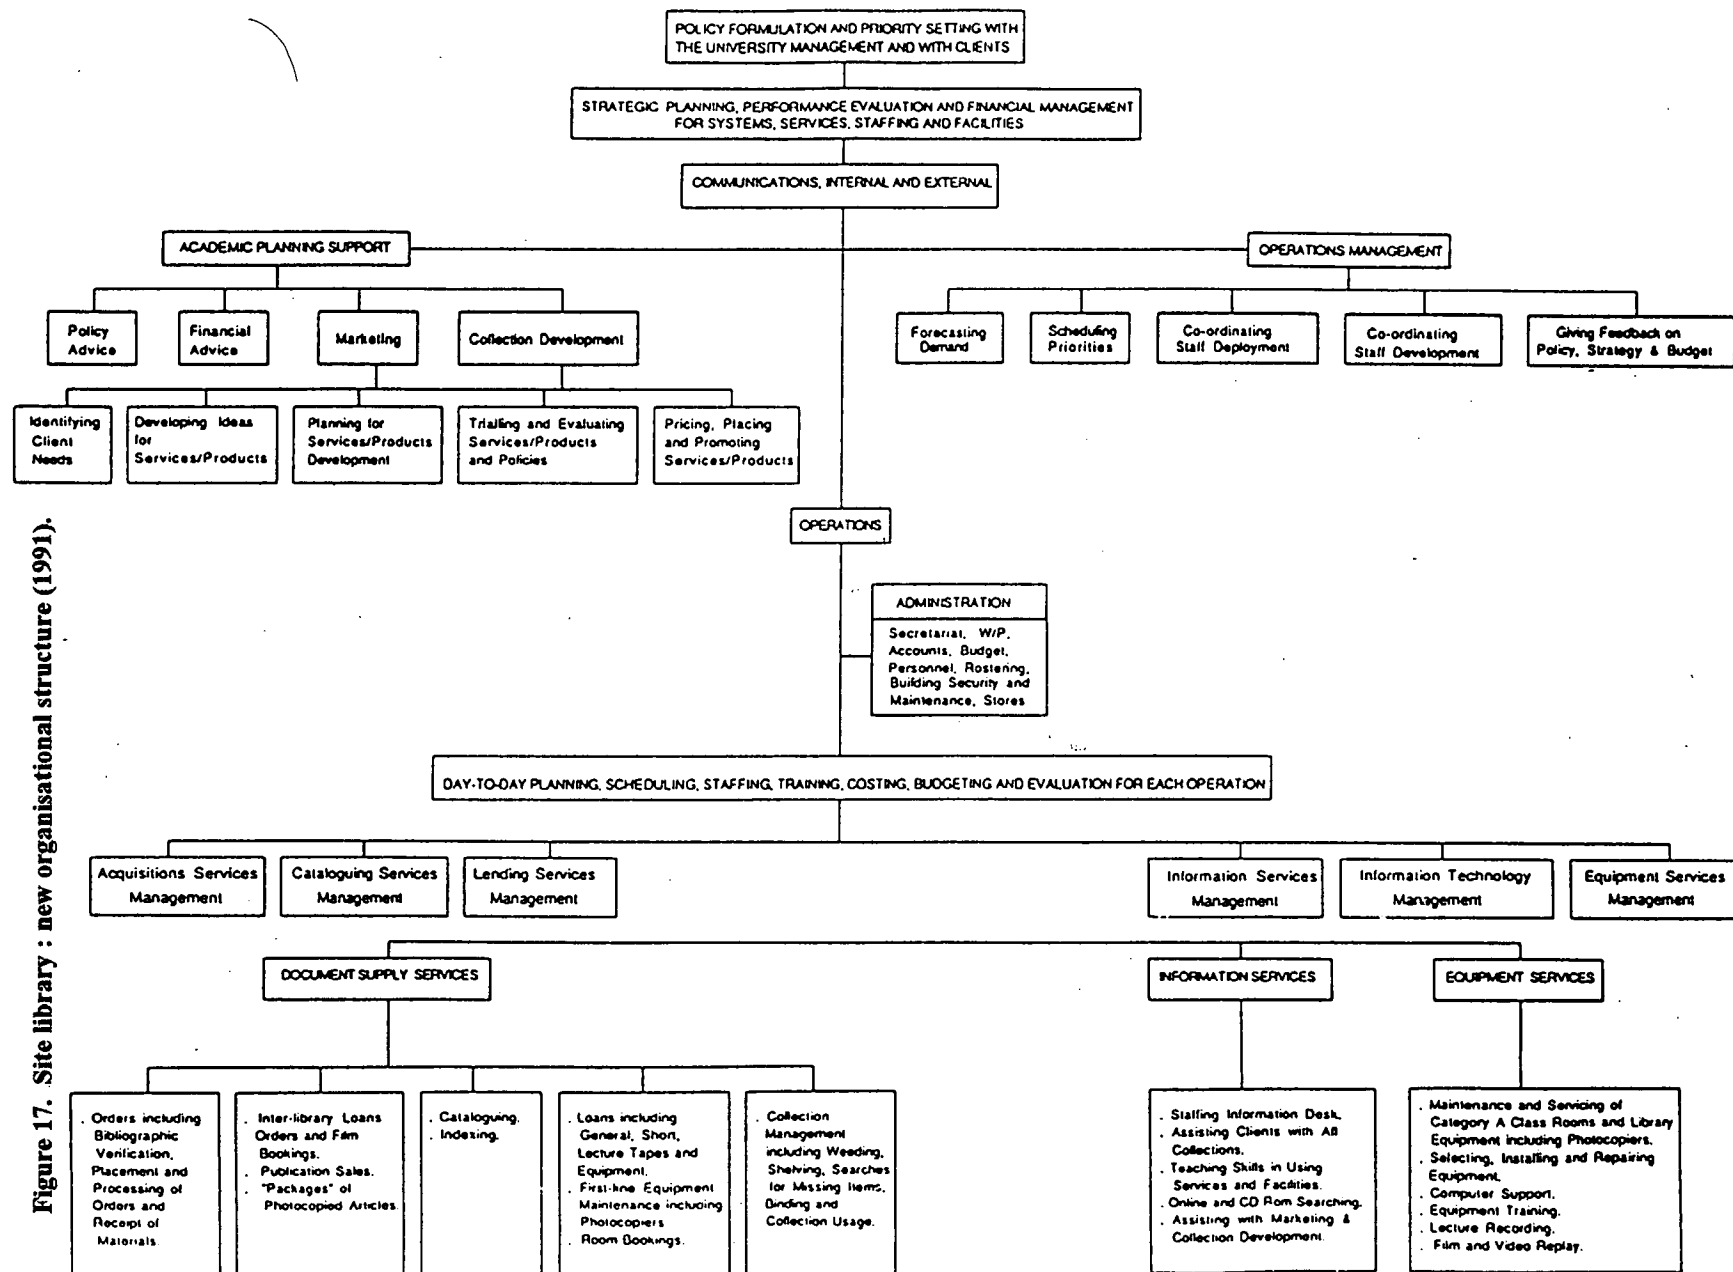 POLICY FORMULATION AND PRIORITY SETTING WITH
THE UNIVERSITY MANAGEMENT AND WITH CLIENTS
STRATEGIC PLANNING, PERFORMANCE EVALUATION AND FINANCIAL MANAGEMENT
FOR SYSTEMS, SERVICES, STAFFING AND FACILITIES
COMMUNICATIONS, INTERNAL AND EXTERNAL
ACADEMIC PLANNING SUPPORT
OPERATIONS MANAGEMENT
Policy
Advice
Financial
Advice
Marketing
Collection Development
Forecasting
Demand
Scheduling
Priorities
Co-ordinating
Staff Deployment
Co-ordinating
Staff Development
Giving Feedback on
Policy, Strategy & Budget
Identifying
Client
Needs
Developing Ideas
for
Services/Products
Planning for
Services/Products
Development
Trialling and Evaluating
Services/Products
and Policies
Pricing, Placing
and Promoting
Services/Products
OPERATIONS
ADMINISTRATION
Secretarial, W/P,
Accounts, Budget,
Personnel, Rostering,
Building Security and
Maintenance, Stores
DAY-TO-DAY PLANNING, SCHEDULING, STAFFING, TRAINING, COSTING, BUDGETING AND EVALUATION FOR EACH OPERATION
Acquisitions Services
Management
Cataloguing Services
Management
Lending Services
Management
Information Services
Management
Information Technology
Management
Equipment Services
Management
DOCUMENT SUPPLY SERVICES
INFORMATION SERVICES
EQUIPMENT SERVICES
. Orders including
Bibliographic
Verification,
Placement and
Processing of
Orders and
Receipt of
Materials.
. Inter-library Loans
Orders and Film
Bookings.
. Publication Sales.
. "Packages" of
Photocopied Articles.
. Cataloguing.
. Indexing.
. Loans including
General, Short,
Lecture Tapes and
Equipment.
. First-line Equipment
Maintenance including
Photocopiers
. Room Bookings.
. Collection
Management
including Weeding,
Shelving, Searches
for Missing Items,
Binding and
Collection Usage.
. Staffing Information Desk.
. Assisting Clients with All
Collections.
. Teaching Skills in Using
Services and Facilities.
. Online and CD Rom Searching.
. Assisting with Marketing &
Collection Development.
. Maintenance and Servicing of
Category A Class Rooms and Library
Equipment including Photocopiers.
. Selecting, Installing and Repairing
Equipment.
. Computer Support.
. Equipment Training.
. Lecture Recording.
. Film and Video Replay.
Figure 17. Site library : new organisational structure (1991).